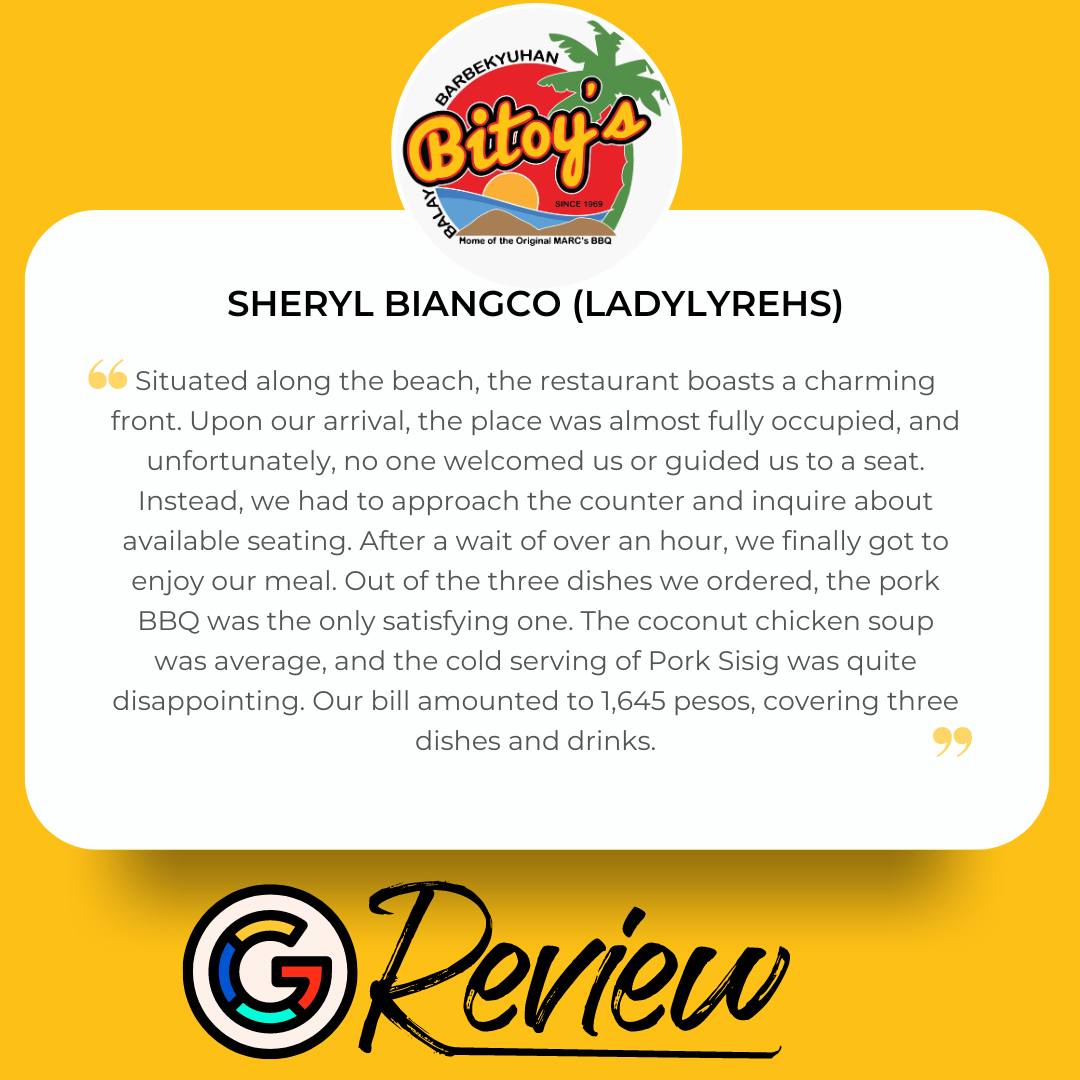 BALAY BARBEKYUHAN
Bitoy's
SINCE 1969
Home of the Original MARC's BBQ
SHERYL BIANGCO (LADYLYREHS)
“ Situated along the beach, the restaurant boasts a charming
front. Upon our arrival, the place was almost fully occupied, and
unfortunately, no one welcomed us or guided us to a seat.
Instead, we had to approach the counter and inquire about
available seating. After a wait of over an hour, we finally got to
enjoy our meal. Out of the three dishes we ordered, the pork
BBQ was the only satisfying one. The coconut chicken soup
was average, and the cold serving of Pork Sisig was quite
disappointing. Our bill amounted to 1,645 pesos, covering three
dishes and drinks. ”
G Review